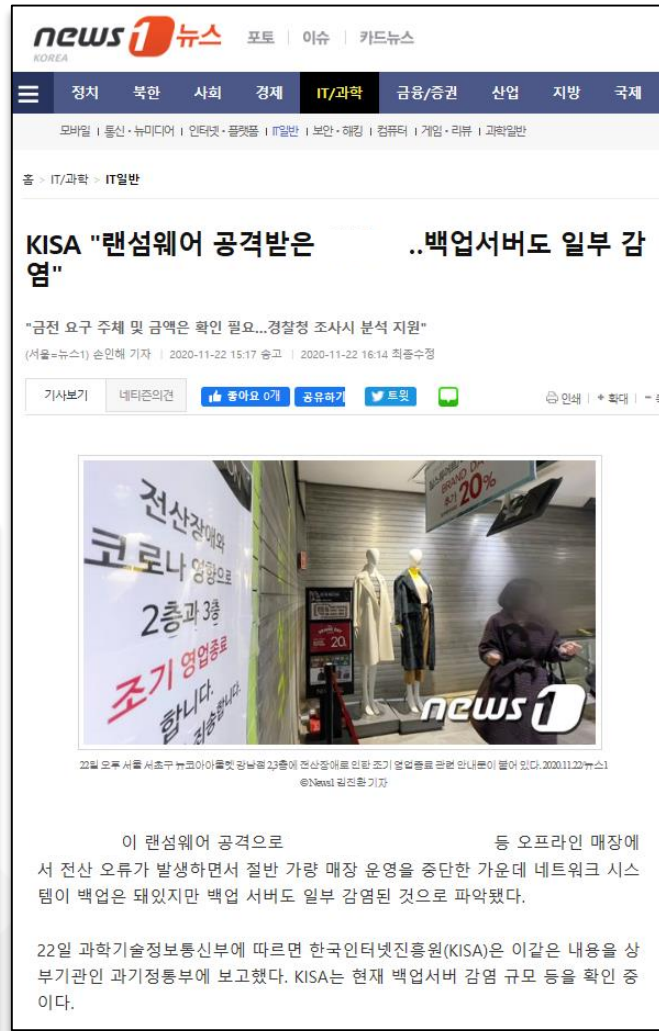 news1뉴스 포토 | 이슈 | 카드뉴스
KOREA
정치 북한 사회 경제 IT/과학 금융/증권 산업 지방 국제
모바일 | 통신·뉴미디어 | 인터넷·플랫폼 | IT일반 | 보안·해킹 | 컴퓨터 | 게임·리뷰 | 과학일반
홈 > IT/과학 > IT일반
KISA "랜섬웨어 공격받은 ..백업서버도 일부 감
염"
"금전 요구 주체 및 금액은 확인 필요...경찰청 조사시 분석 지원"
(서울=뉴스1) 손인해 기자 | 2020-11-22 15:17 송고 | 2020-11-22 16:14 최종수정
기사보기 네티즌의견 좋아요 0개 공유하기 트윗 인쇄 | + 확대 | -
전산장애와
코로나 영향으로
2층과 3층
조기 영업종료
합니다.
죄송합니다.
BRAND DAY
추가 20%
20
news1
22일 오후 서울 서초구 뉴코아아울렛 강남점 2,3층에 전산장애로 인한 조기 영업종료 관련 안내문이 붙어 있다. 2020.11.22/뉴스1
©News1 김진환 기자
이 랜섬웨어 공격으로 등 오프라인 매장에
서 전산 오류가 발생하면서 절반 가량 매장 운영을 중단한 가운데 네트워크 시스
템이 백업은 돼있지만 백업 서버도 일부 감염된 것으로 파악됐다.
22일 과학기술정보통신부에 따르면 한국인터넷진흥원(KISA)은 이같은 내용을 상
부기관인 과기정통부에 보고했다. KISA는 현재 백업서버 감염 규모 등을 확인 중
이다.